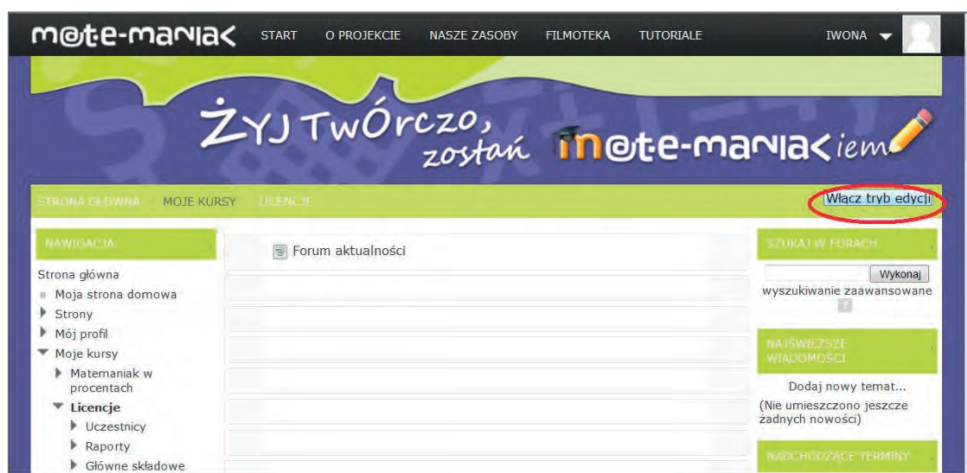 m@te-maniak START O PROJEKCIE NASZE ZASOBY FILMOTEKA TUTORIALE IWONA
ŻYJ TWÓrczo,
zostań m@te-maniakiem
STRONA GŁÓWNA MOJE KURSY LICENCJE
Włącz tryb edycji
NAWIGACJA
Strona główna
Moja strona domowa
Strony
Mój profil
Moje kursy
Matemaniak w
procentach
Licencje
Uczestnicy
Raporty
Główne składowe
Forum aktualności
SZUKAJ W FORACH
Wykonaj
wyszukiwanie zaawansowane
?
NAJŚWIEŻSZE
WIADOMOŚCI
Dodaj nowy temat...
(Nie umieszczono jeszcze
żadnych nowości)
NADCHODZĄCE TERMINY